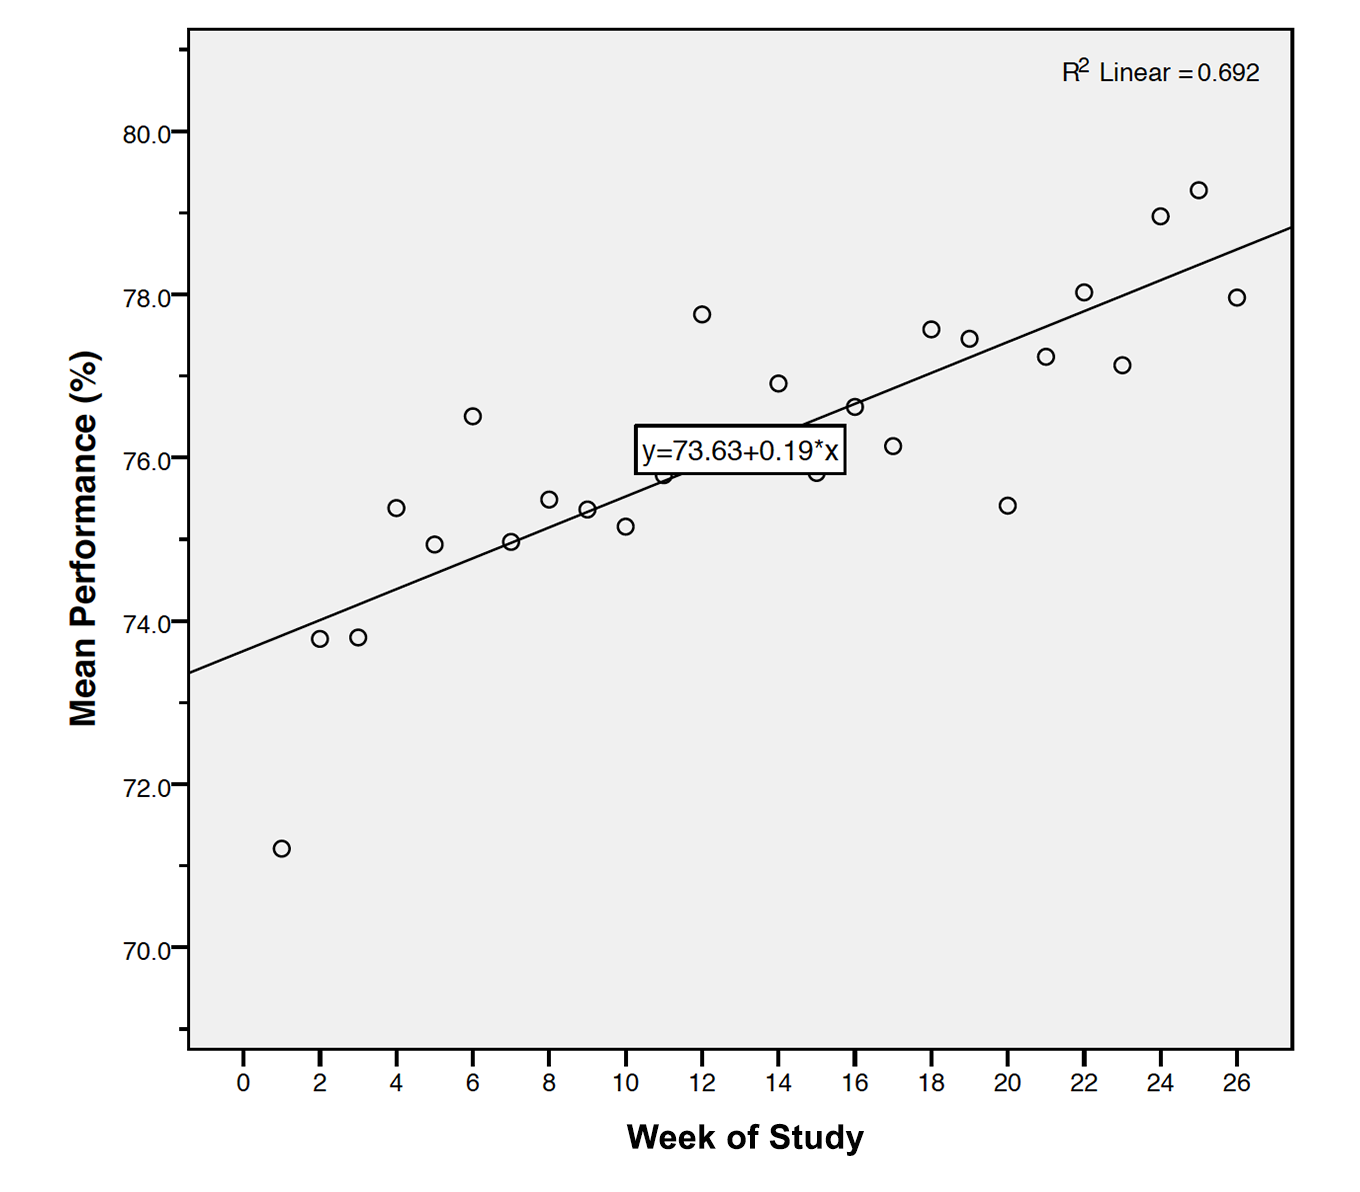 R² Linear = 0.692
80.0
78.0
76.0
74.0
72.0
70.0
Mean Performance (%)
y=73.63+0.19*x
0 2 4 6 8 10 12 14 16 18 20 22 24 26
Week of Study